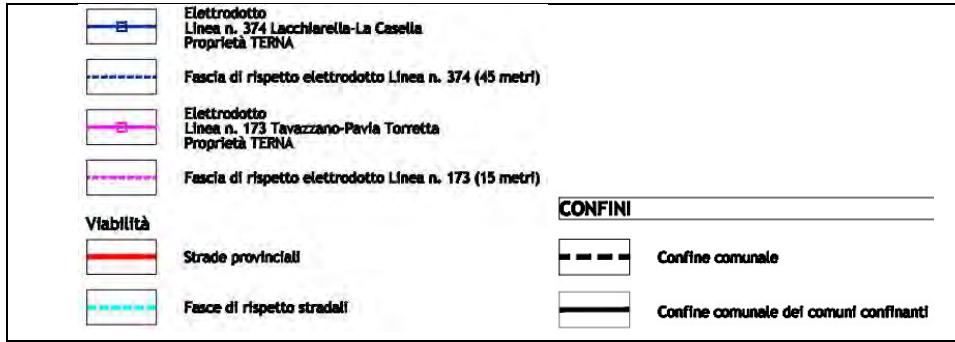 Elettrodotto
Linea n. 374 Lacchiarella-La Casella
Proprietà TERNA
Fascia di rispetto elettrodotto Linea n. 374 (45 metri)
Elettrodotto
Linea n. 173 Tavazzano-Pavia Torretta
Proprietà TERNA
Fascia di rispetto elettrodotto Linea n. 173 (15 metri)
Viabilità
Strade provinciali
Fasce di rispetto stradali
CONFINI
Confine comunale
Confine comunale dei comuni confinanti